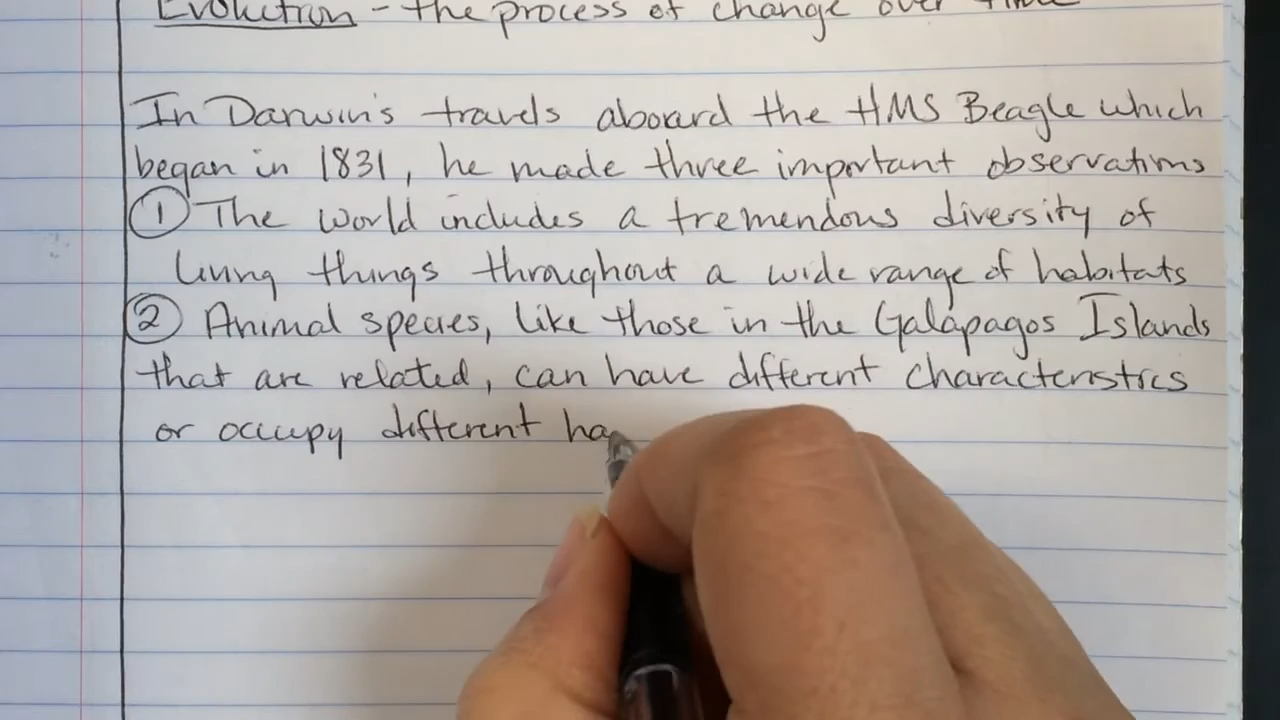 Evolution - the process of change over time
In Darwin's travels aboard the HMS Beagle which
began in 1831, he made three important observations
① The world includes a tremendous diversity of
living things throughout a wide range of habitats
② Animal species, like those in the Galápagos Islands
that are related, can have different characteristics
or occupy different ha